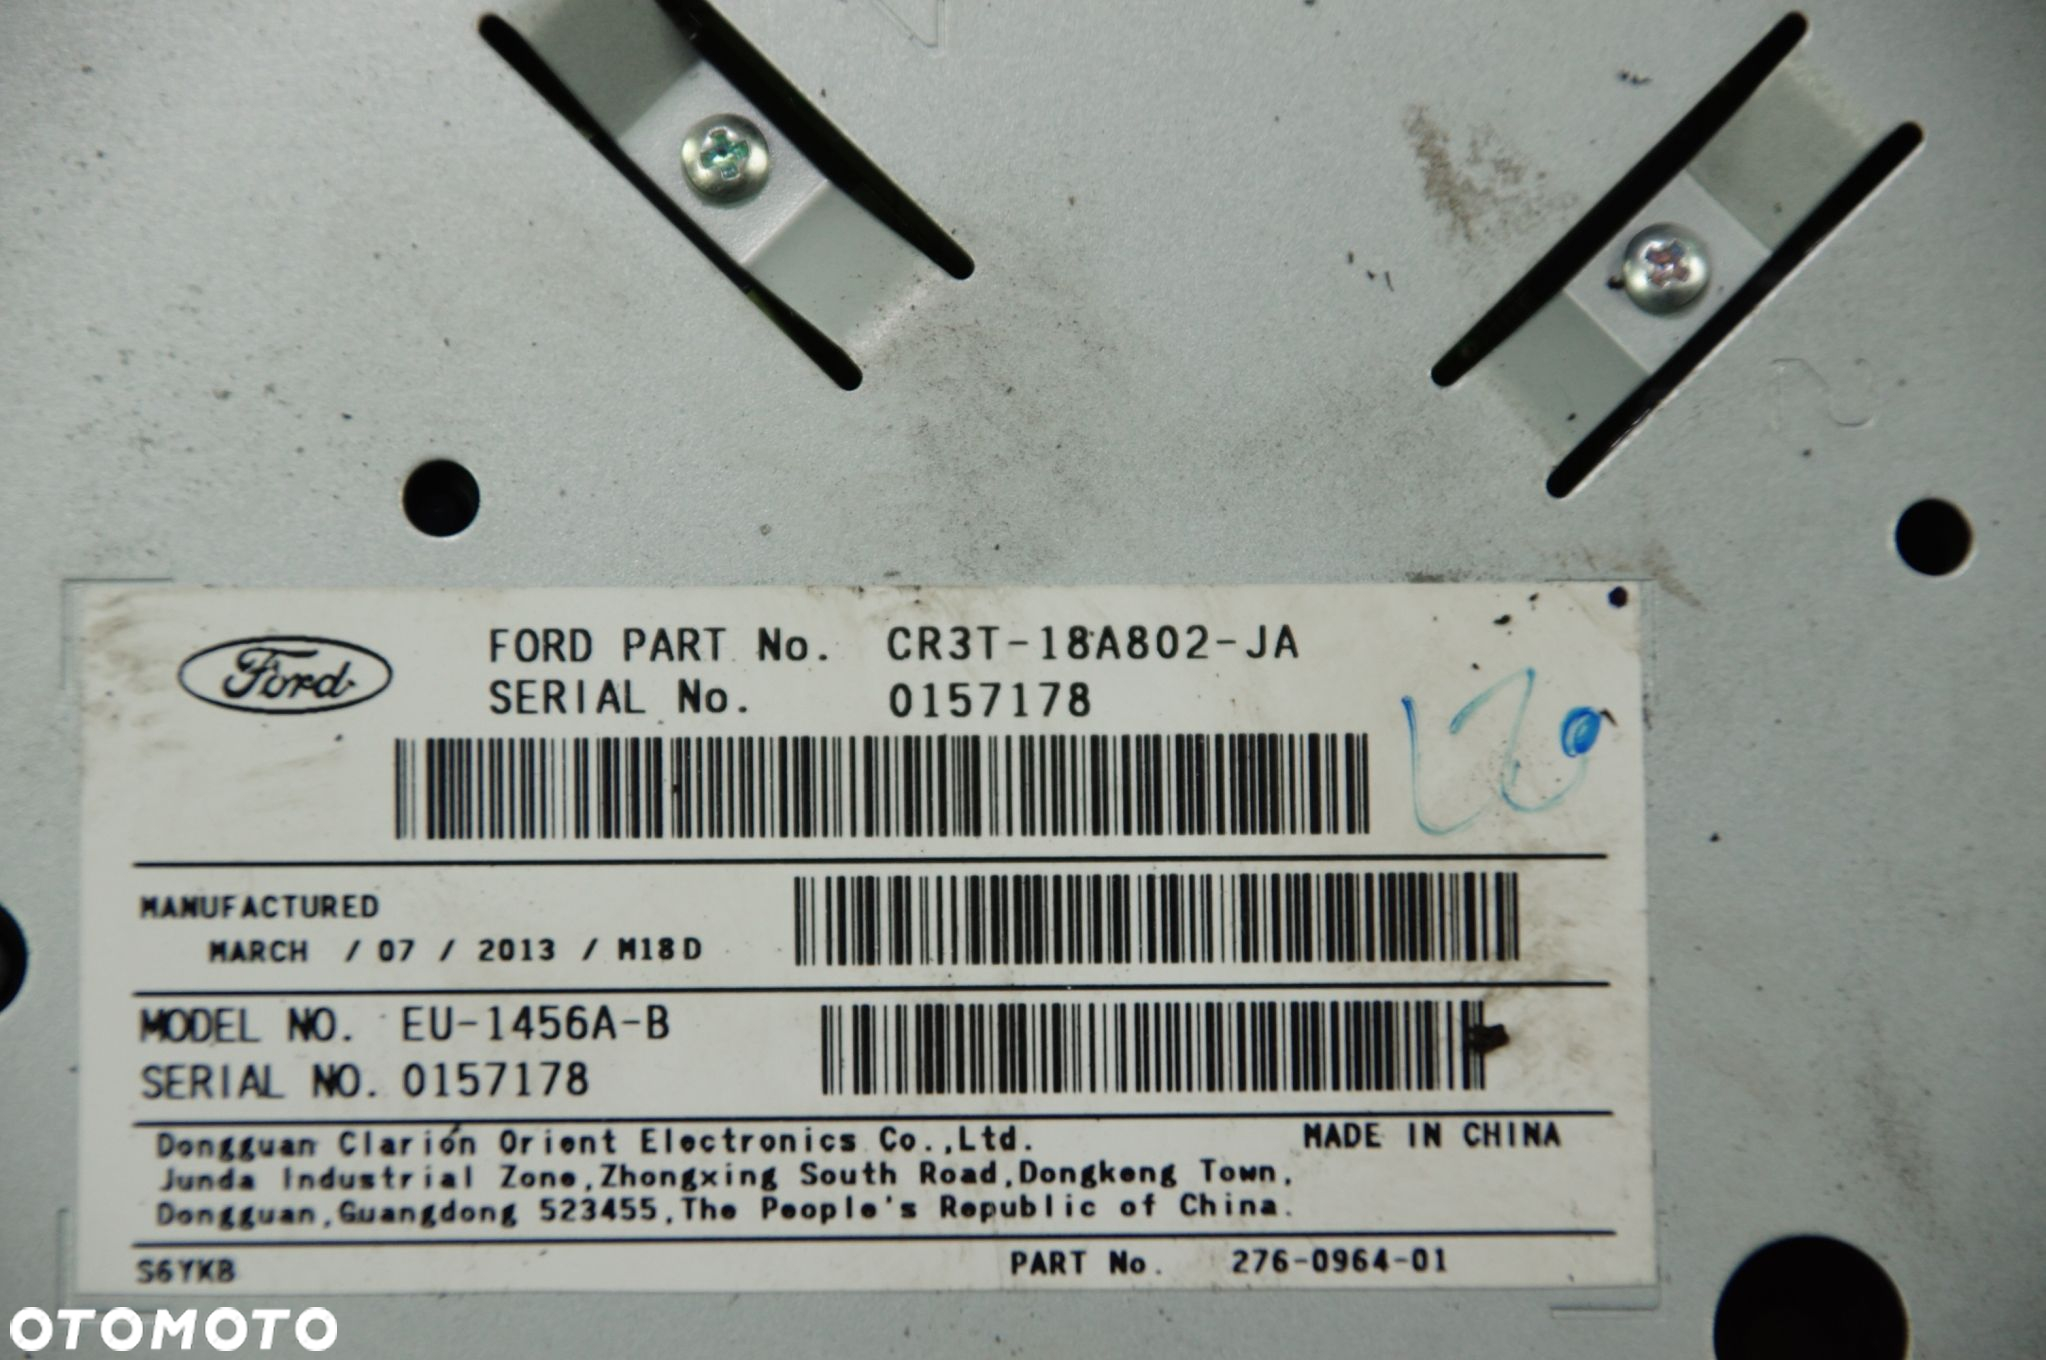 Ford
FORD PART No. CR3T-18A802-JA
SERIAL No. 0157178
MANUFACTURED
MARCH / 07 / 2013 / M18D
MODEL NO. EU-1456A-B
SERIAL NO. 0157178
Dongguan Clarion Orient Electronics Co.,Ltd. MADE IN CHINA
Junda Industrial Zone,Zhongxing South Road,Dongkeng Town,
Dongguan,Guangdong 523455,The People's Republic of China.
S6YKB PART No. 276-0964-01
OTOMOTO